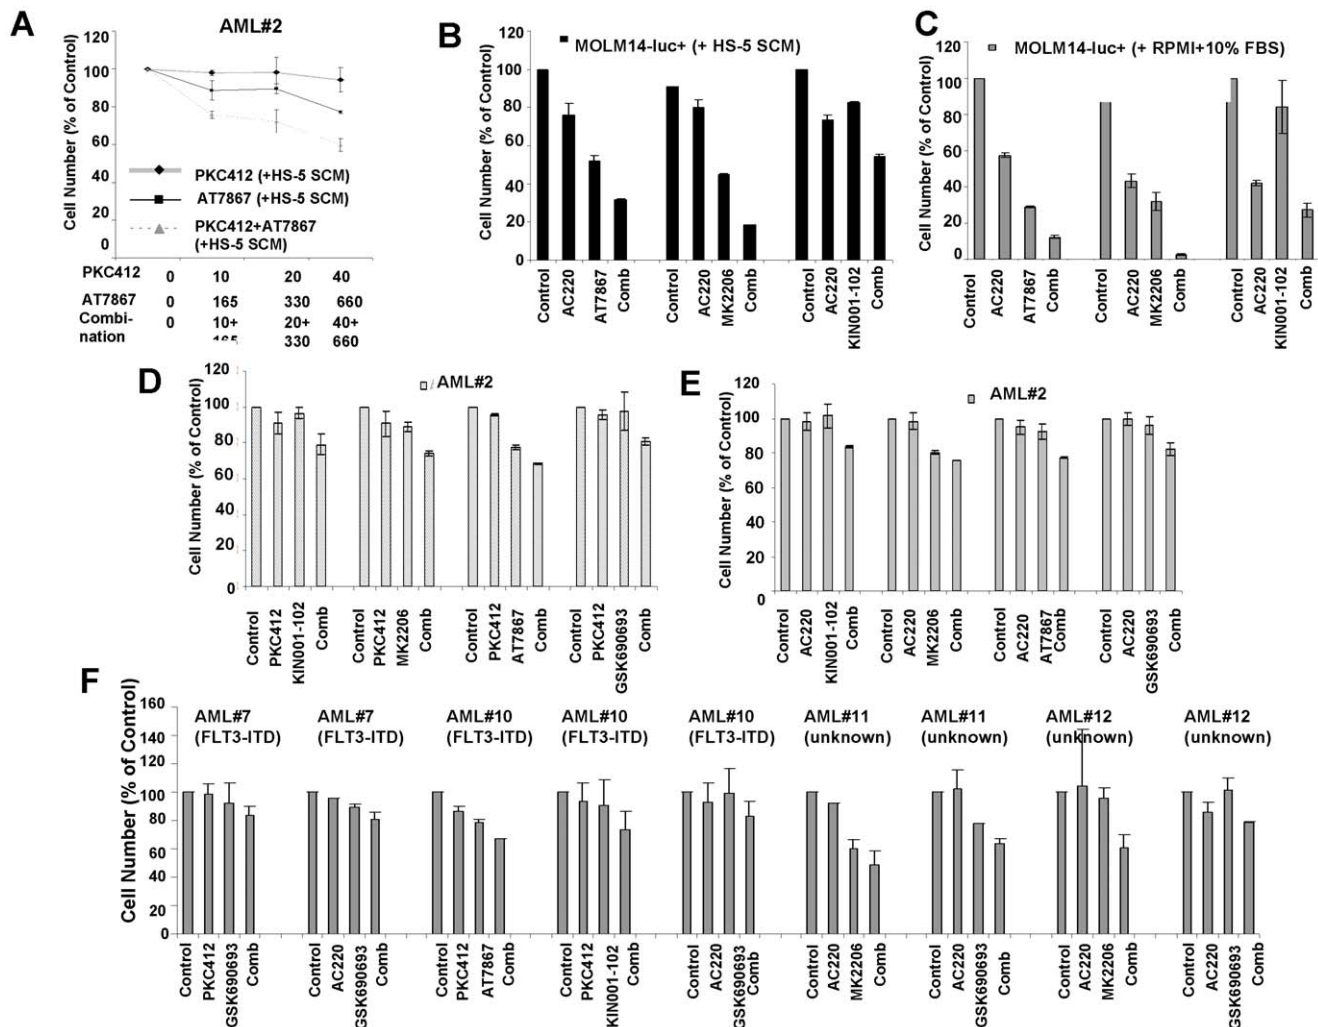 A
AML#2
Cell Number (% of Control)
120
100
80
60
40
20
0
PKC412 (+HS-5 SCM)
AT7867 (+HS-5 SCM)
PKC412+AT7867
(+HS-5 SCM)
PKC412 0 10 20 40
AT7867 0 165 330 660
Combi- 0 10+ 20+ 40+
nation 165 330 660
B
MOLM14-luc+ (+ HS-5 SCM)
Cell Number (% of Control)
120
100
80
60
40
20
0
Control AC220 AT7867 Comb Control AC220 MK2206 Comb Control AC220 KIN001-102 Comb
C
MOLM14-luc+ (+ RPMI+10% FBS)
Cell Number (% of Control)
120
100
80
60
40
20
0
Control AC220 AT7867 Comb Control AC220 MK2206 Comb Control AC220 KIN001-102 Comb
D
AML#2
Cell Number (% of Control)
120
100
80
60
40
20
0
Control PKC412 KIN001-102 Comb Control PKC412 MK2206 Comb Control PKC412 AT7867 Comb Control PKC412 GSK690693 Comb
E
AML#2
Cell Number (% of Control)
120
100
80
60
40
20
0
Control AC220 KIN001-102 Comb Control AC220 MK2206 Comb Control AC220 AT7867 Comb Control AC220 GSK690693 Comb
F
Cell Number (% of Control)
160
140
120
100
80
60
40
20
0
AML#7 AML#7 AML#10 AML#10 AML#10 AML#11 AML#11 AML#12 AML#12
(FLT3-ITD) (FLT3-ITD) (FLT3-ITD) (FLT3-ITD) (FLT3-ITD) (unknown) (unknown) (unknown) (unknown)
Control PKC412 GSK690693 Comb Control AC220 GSK690693 Comb Control PKC412 AT7867 Comb Control PKC412 KIN001-102 Comb Control AC220 GSK690693 Comb Control AC220 MK2206 Comb Control AC220 GSK690693 Comb Control AC220 MK2206 Comb Control AC220 GSK690693 Comb